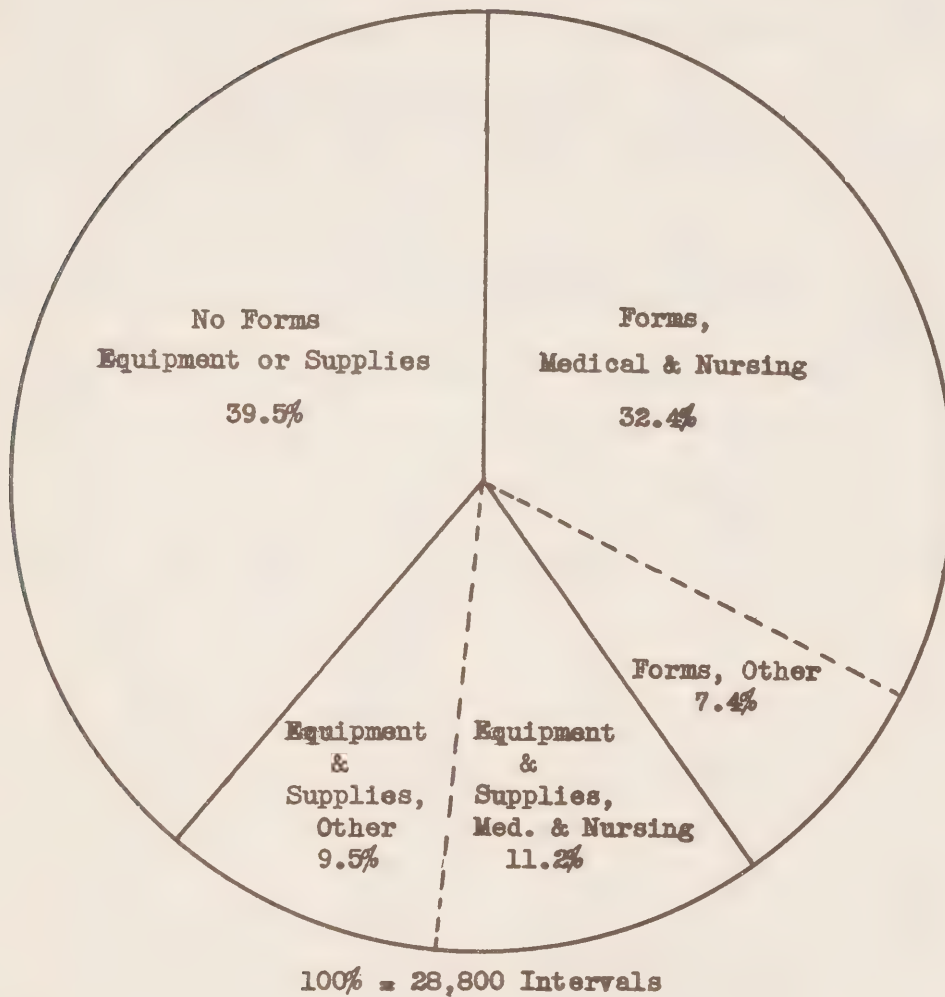 No Forms
Equipment or Supplies
39.5%
Forms,
Medical & Nursing
32.4%
Forms, Other
7.4%
Equipment
&
Supplies,
Other
9.5%
Equipment
&
Supplies,
Med. & Nursing
11.2%
100% = 28,800 Intervals